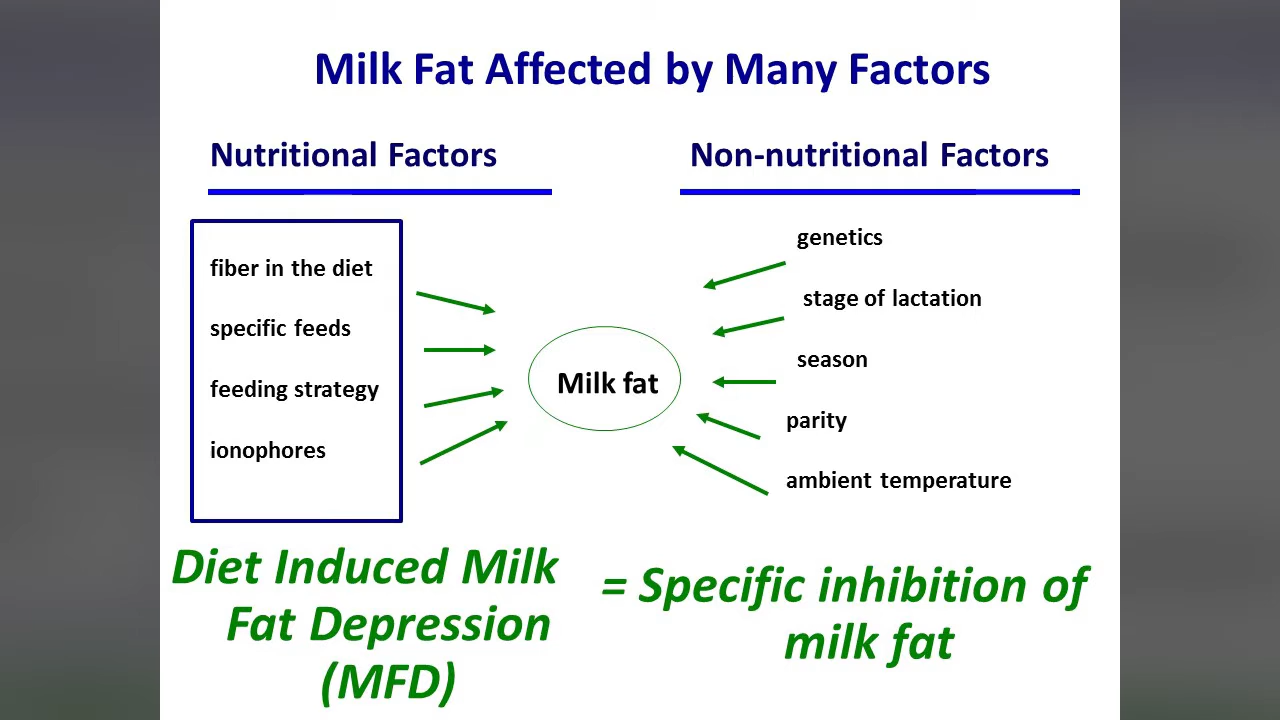 Milk Fat Affected by Many Factors
Nutritional Factors
fiber in the diet
specific feeds
feeding strategy
ionophores
Milk fat
Non-nutritional Factors
genetics
stage of lactation
season
parity
ambient temperature
Diet Induced Milk
Fat Depression
(MFD)
= Specific inhibition of
milk fat